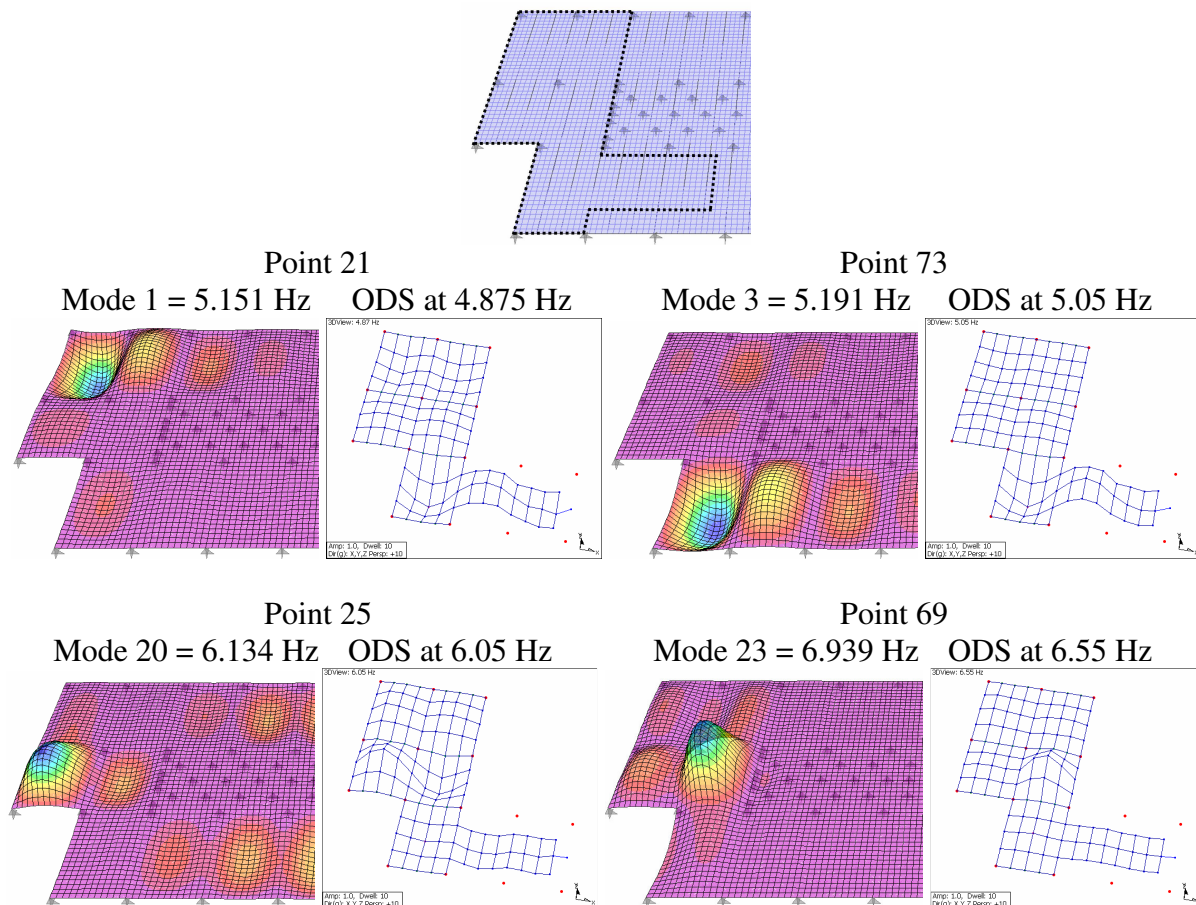 Point 21
Mode 1 = 5.151 Hz ODS at 4.875 Hz
3DView: 4.87 Hz
Amp: 1.0, Dwell: 10
Dir(g): X,Y,Z Persp: +10
Y
X
Point 73
Mode 3 = 5.191 Hz ODS at 5.05 Hz
3DView: 5.05 Hz
Amp: 1.0, Dwell: 10
Dir(g): X,Y,Z Persp: +10
Y
X
Point 25
Mode 20 = 6.134 Hz ODS at 6.05 Hz
3DView: 6.05 Hz
Amp: 1.0, Dwell: 10
Point 69
Mode 23 = 6.939 Hz ODS at 6.55 Hz
3DView: 6.55 Hz
Amp: 1.0, Dwell: 10